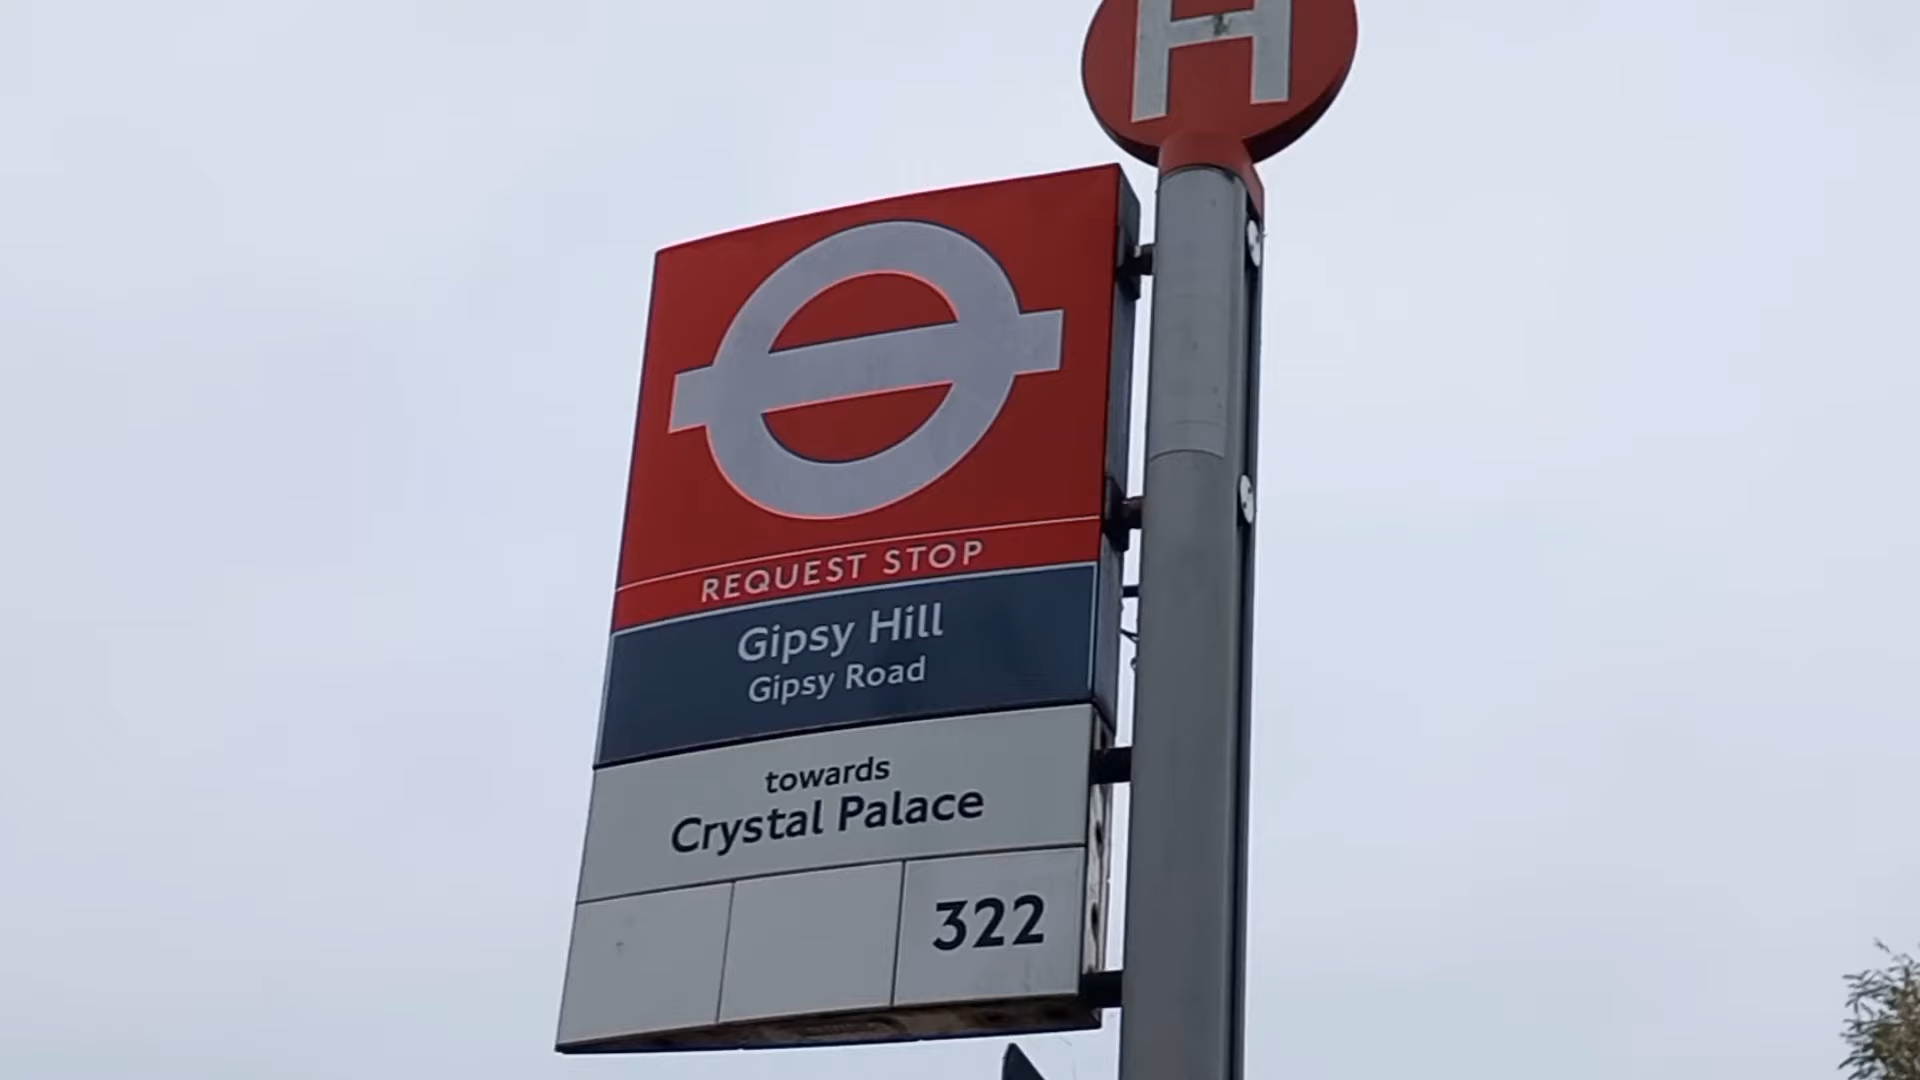 H
REQUEST STOP
Gipsy Hill
Gipsy Road
towards
Crystal Palace
322